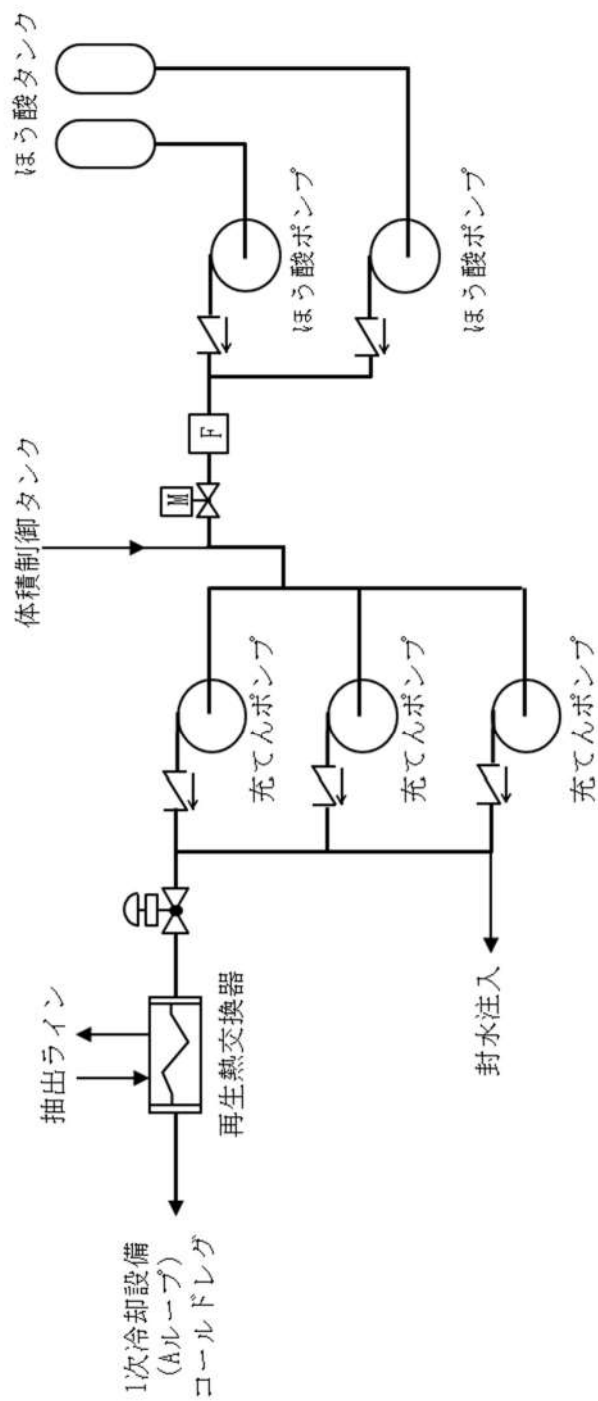 ほう酸タンク
ほう酸ポンプ
ほう酸ポンプ
F
M
体積制御タンク
充てんポンプ
充てんポンプ
充てんポンプ
抽出ライン
再生熱交換器
封水注入
1次冷却設備
(Aループ)
コールドレグ